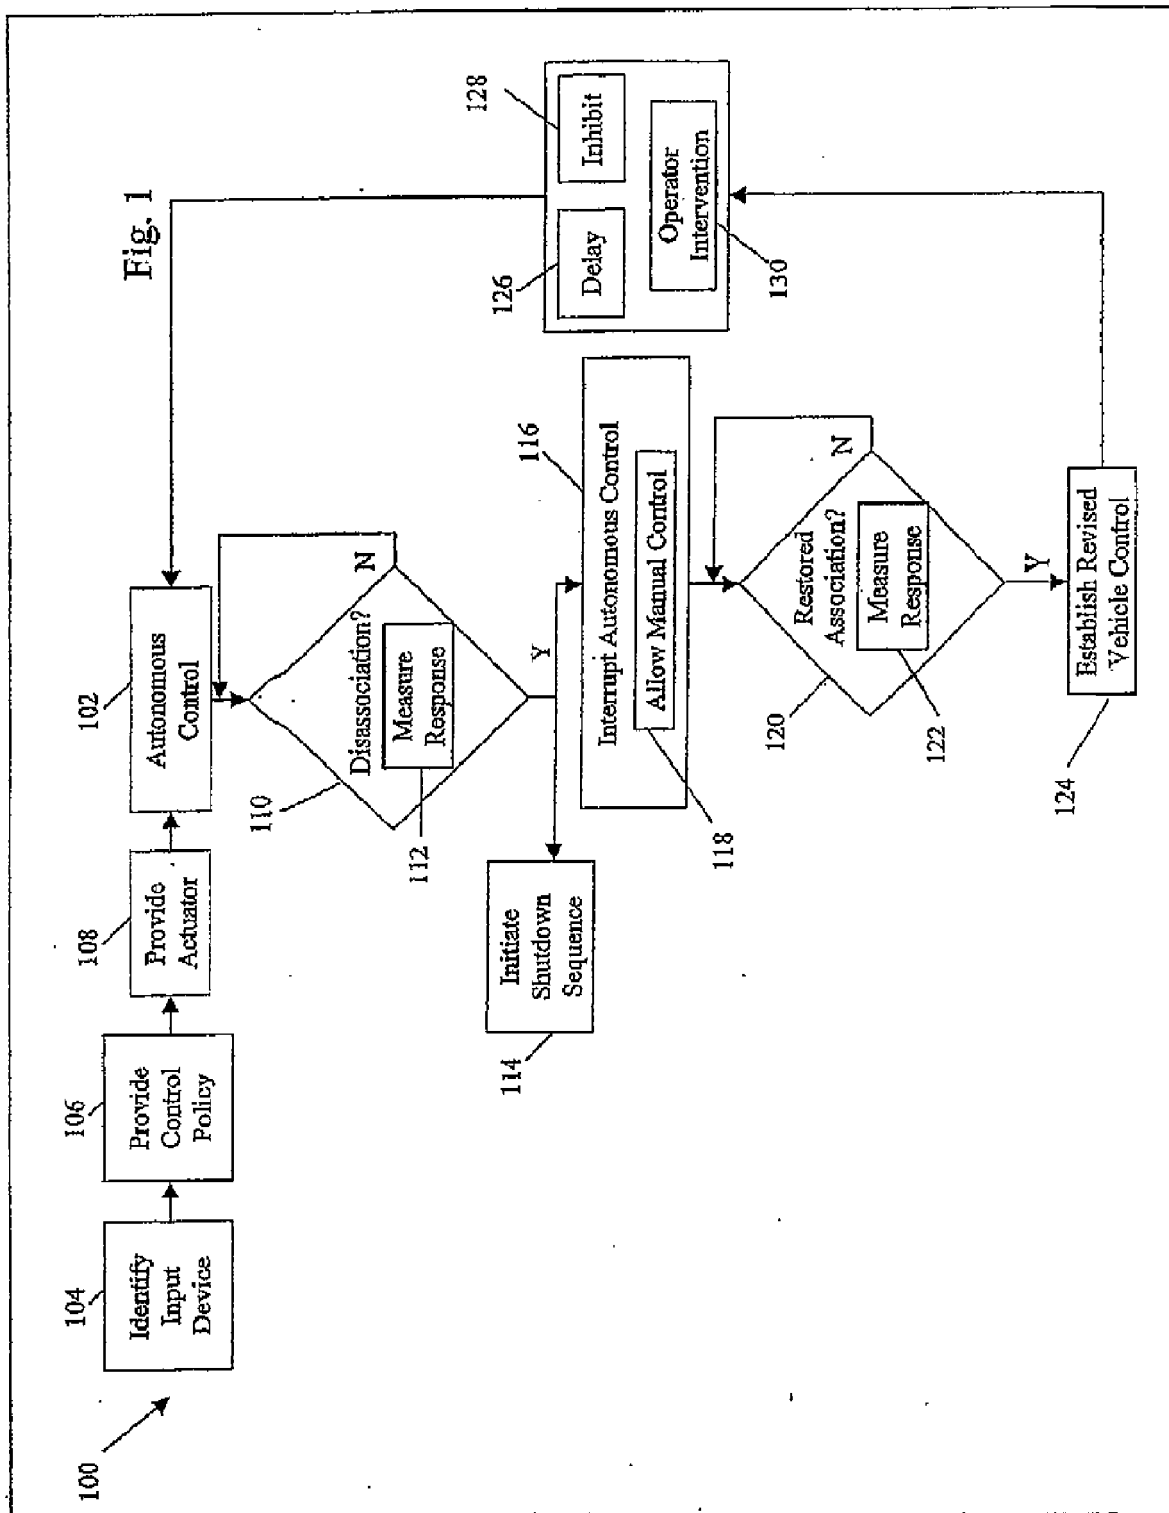 Fig. 1
100
104
Identify
Input
Device
106
Provide
Control
Policy
108
Provide
Actuator
102
Autonomous
Control
110
Disassociation?
Measure
Response
112
N
Y
114
Initiate
Shutdown
Sequence
116
Interrupt Autonomous Control
Allow Manual Control
118
120
Restored
Association?
Measure
Response
122
N
Y
124
Establish Revised
Vehicle Control
126
Delay
128
Inhibit
Operator
Intervention
130